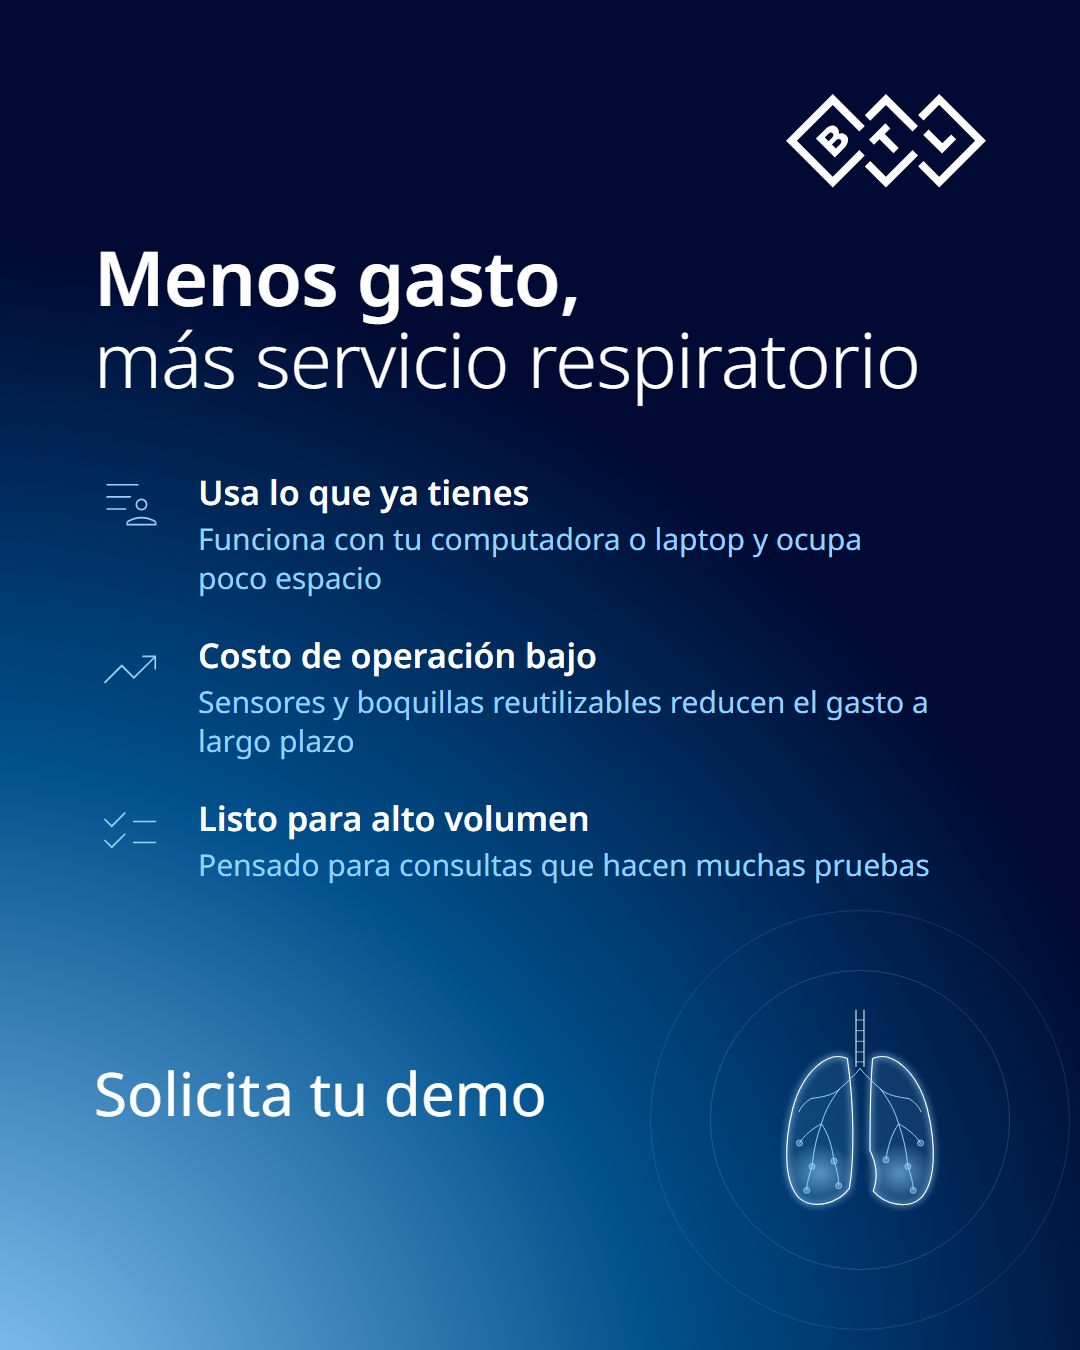 BTL
Menos gasto,
más servicio respiratorio
Usa lo que ya tienes
Funciona con tu computadora o laptop y ocupa
poco espacio
Costo de operación bajo
Sensores y boquillas reutilizables reducen el gasto a
largo plazo
Listo para alto volumen
Pensado para consultas que hacen muchas pruebas
Solicita tu demo